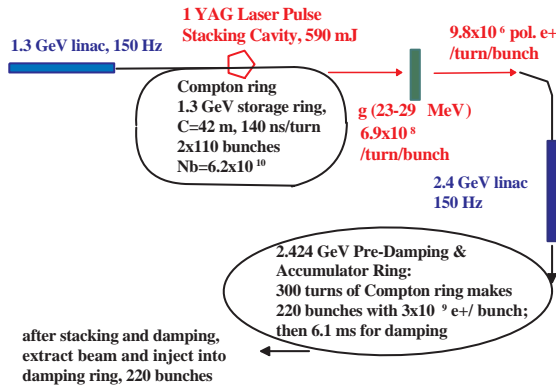 1 YAG Laser Pulse
Stacking Cavity, 590 mJ
1.3 GeV linac, 150 Hz
9.8x10 6 pol. e+
/turn/bunch
Compton ring
1.3 GeV storage ring,
C=42 m, 140 ns/turn
2x110 bunches
Nb=6.2x10 10
g (23-29 MeV)
6.9x10 8
/turn/bunch
2.4 GeV linac
150 Hz
2.424 GeV Pre-Damping &
Accumulator Ring:
300 turns of Compton ring makes
220 bunches with 3x10 9 e+/ bunch;
then 6.1 ms for damping
after stacking and damping,
extract beam and inject into
damping ring, 220 bunches